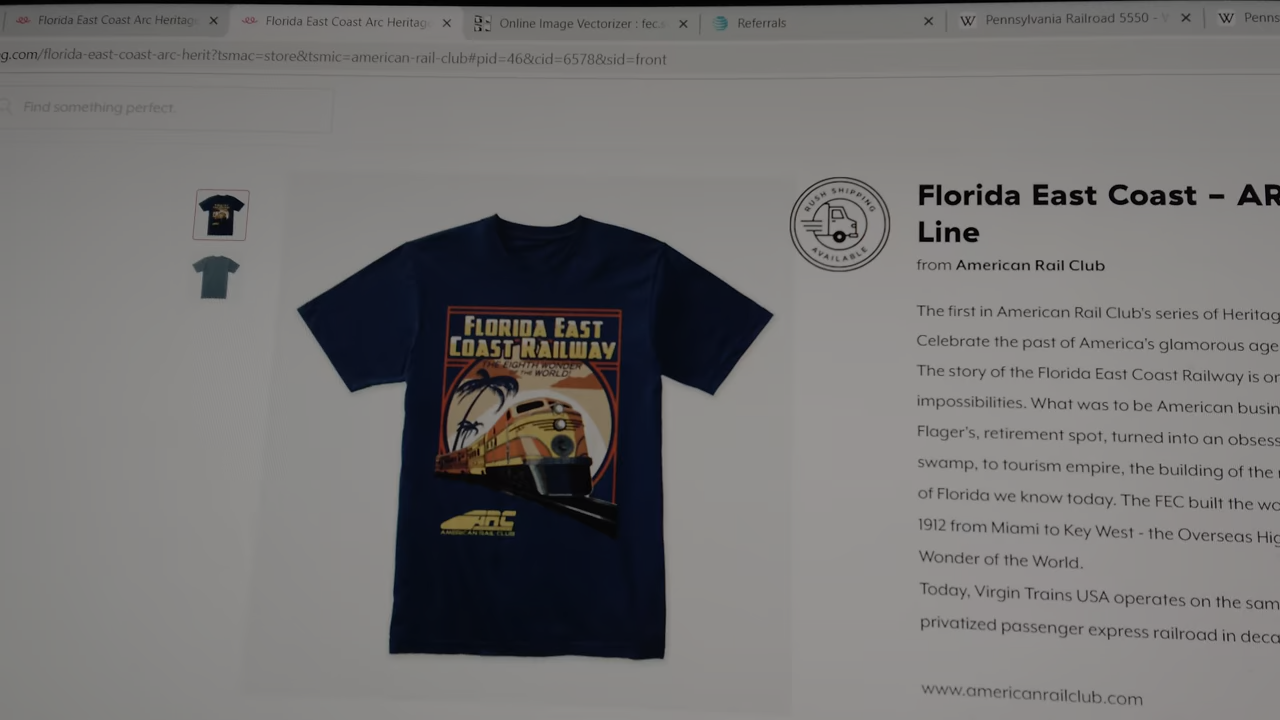 Florida East Coast Arc Heritag
Florida East Coast Arc Heritage
Online Image Vectorizer : fec.s
Referrals
Pennsylvania Railroad 5550 -
Penns
g.com/florida-east-coast-arc-herit?tsmac=store&tsmic=american-rail-club#pid=46&cid=6578&sid=front
Find something perfect.
RUSH SHIPPING
AVAILABLE
Florida East Coast – AR
Line
from American Rail Club
The first in American Rail Club's series of Heritag
Celebrate the past of America's glamorous age
The story of the Florida East Coast Railway is or
impossibilities. What was to be American busin
Flager's, retirement spot, turned into an obsess
swamp, to tourism empire, the building of the
of Florida we know today. The FEC built the wo
1912 from Miami to Key West - the Overseas Hig
Wonder of the World.
Today, Virgin Trains USA operates on the sam
privatized passenger express railroad in deca
www.americanrailclub.com
FLORIDA EAST
COAST RAILWAY
THE EIGHTH WONDER
OF THE WORLD!
ARC
AMERICAN RAIL CLUB